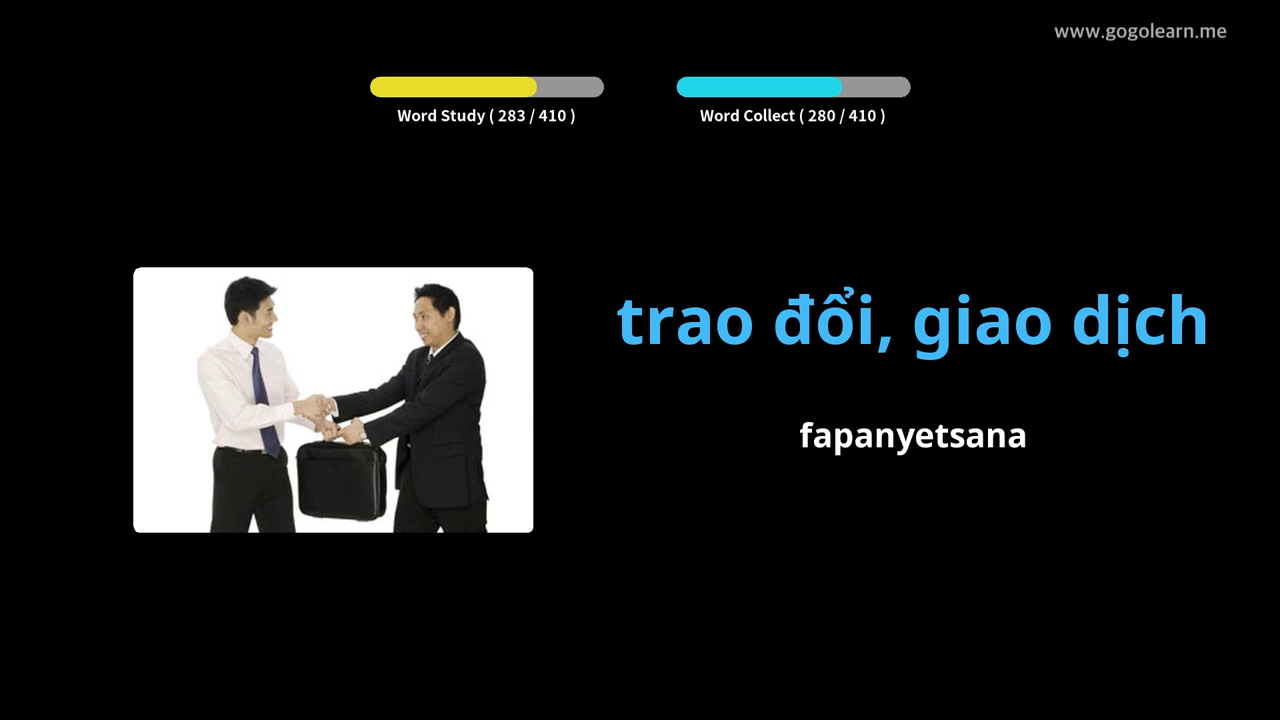 www.gogolearn.me
Word Study ( 283 / 410 )
Word Collect ( 280 / 410 )
trao đổi, giao dịch
fapanyetsana